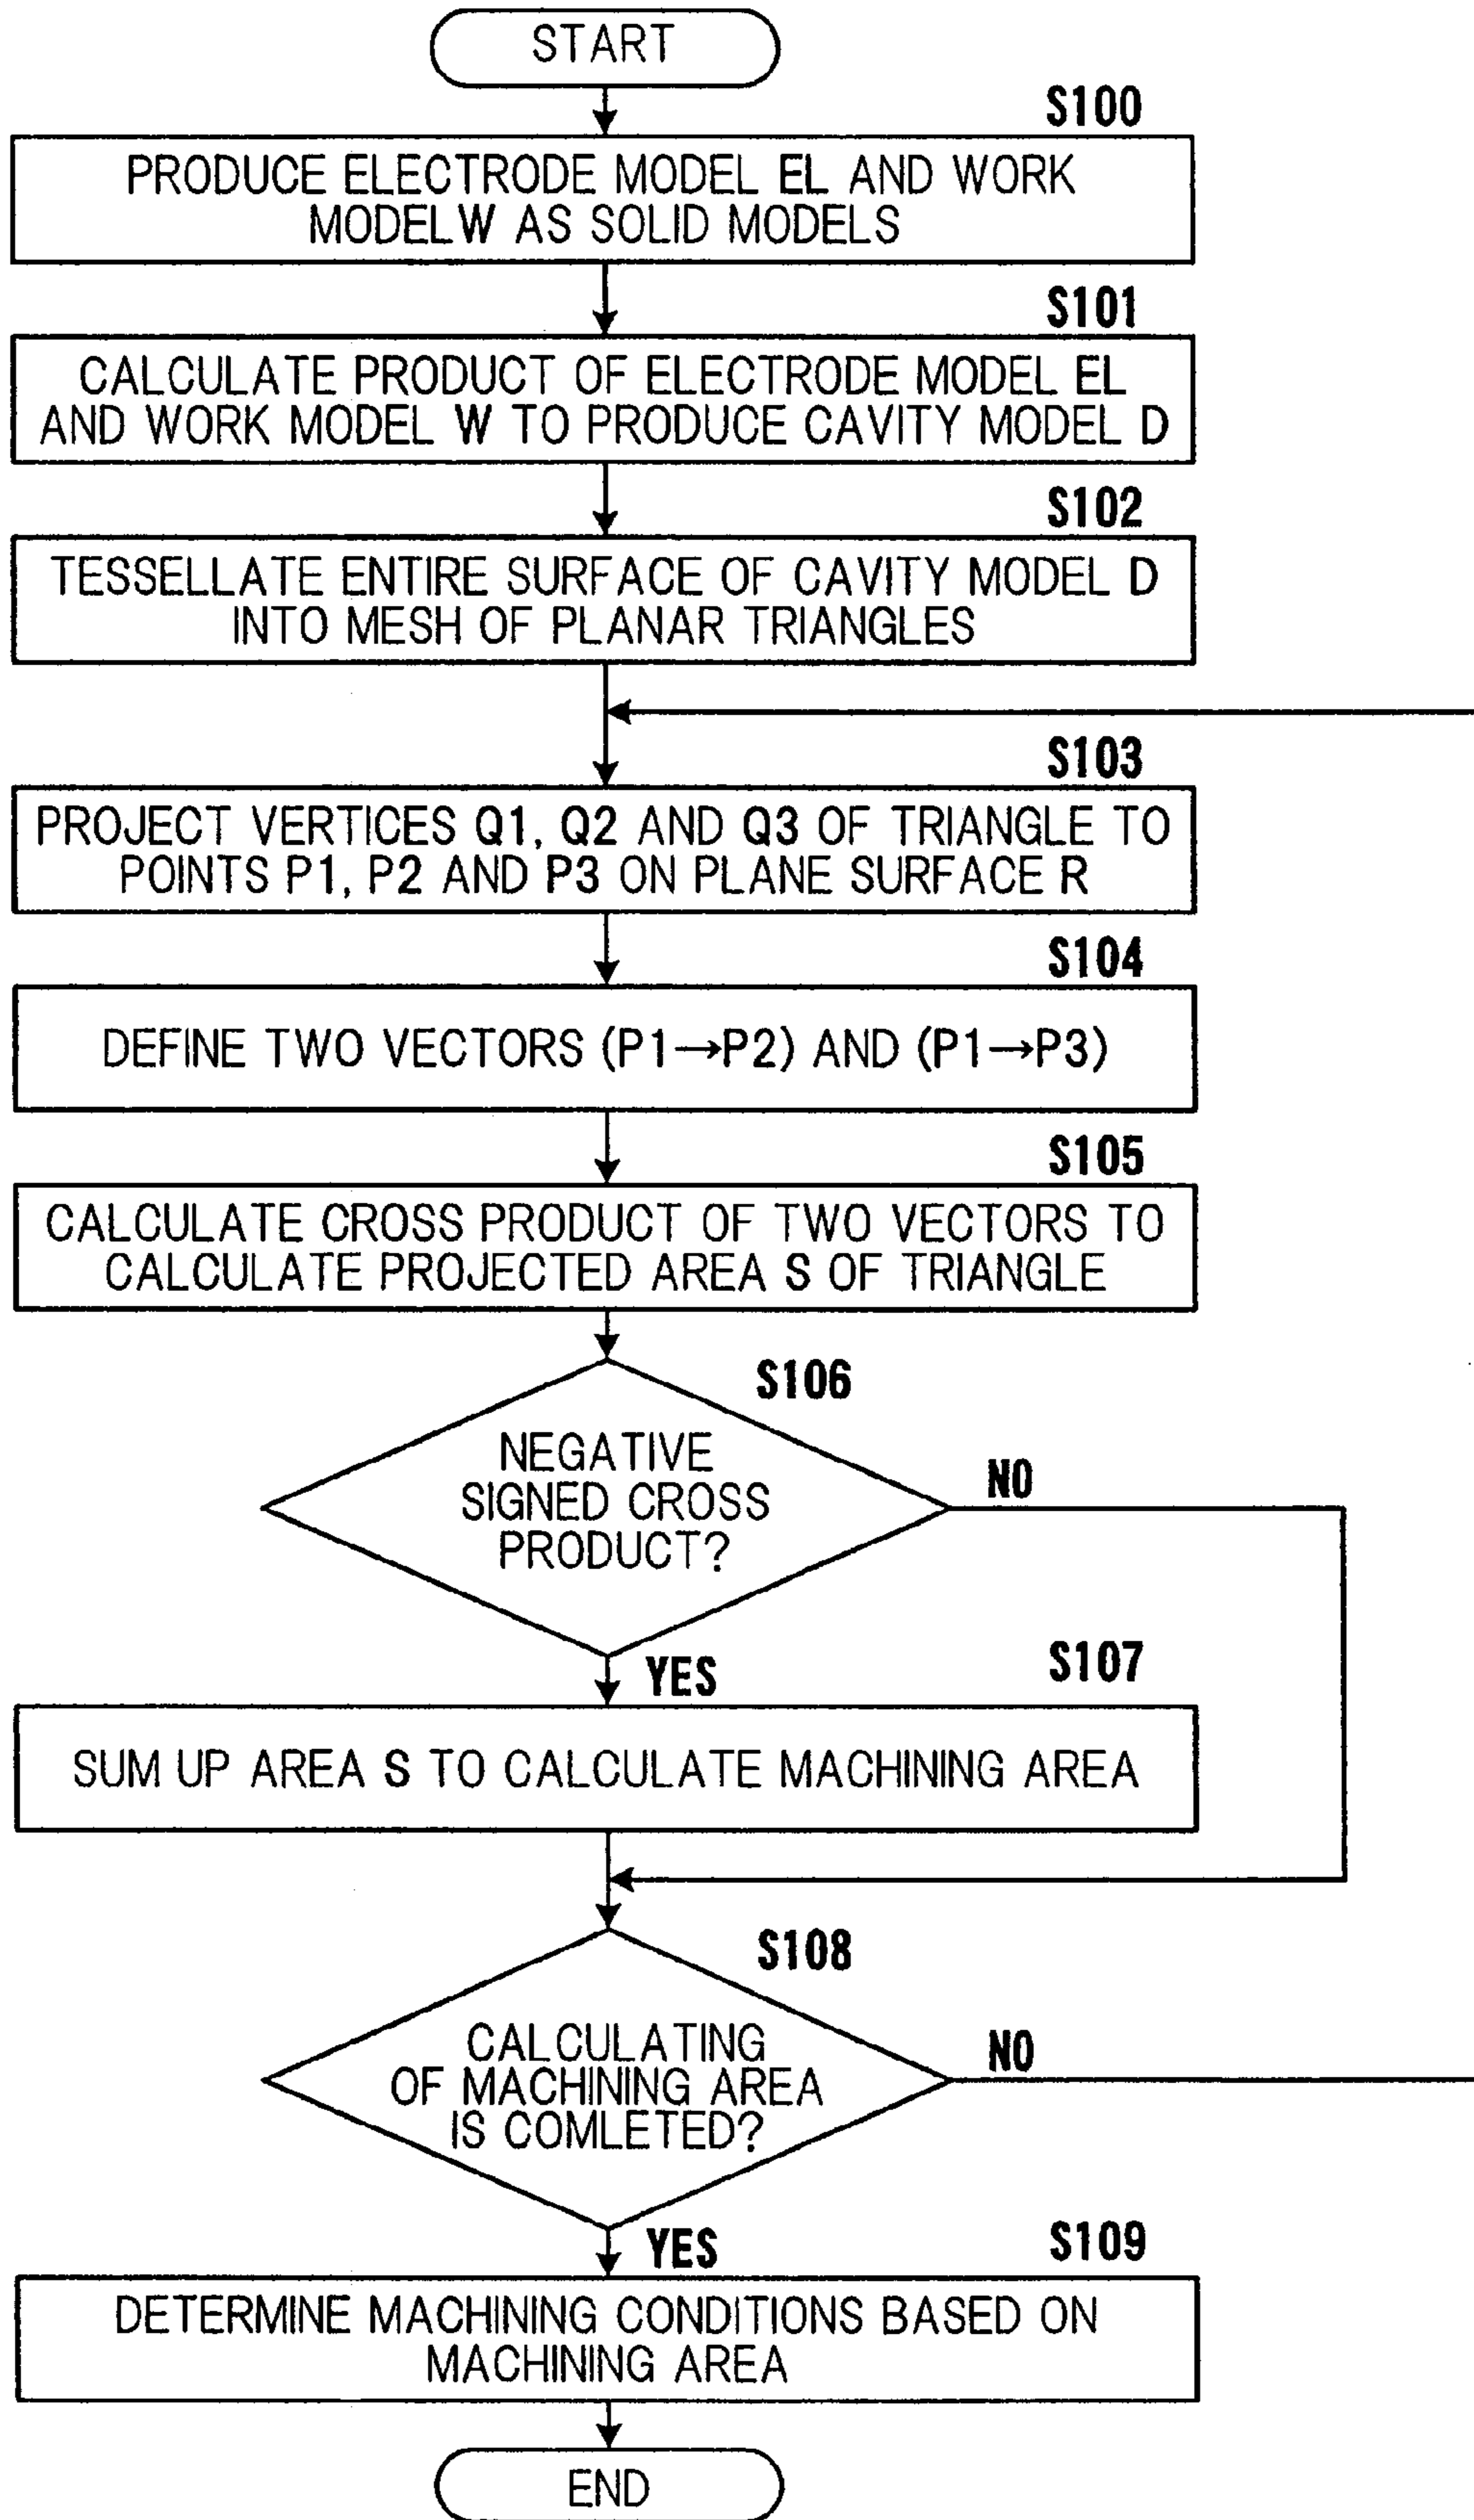 START
S100
PRODUCE ELECTRODE MODEL EL AND WORK
MODEL W AS SOLID MODELS
S101
CALCULATE PRODUCT OF ELECTRODE MODEL EL
AND WORK MODEL W TO PRODUCE CAVITY MODEL D
S102
TESSELLATE ENTIRE SURFACE OF CAVITY MODEL D
INTO MESH OF PLANAR TRIANGLES
S103
PROJECT VERTICES Q1, Q2 AND Q3 OF TRIANGLE TO
POINTS P1, P2 AND P3 ON PLANE SURFACE R
S104
DEFINE TWO VECTORS (P1→P2) AND (P1→P3)
S105
CALCULATE CROSS PRODUCT OF TWO VECTORS TO
CALCULATE PROJECTED AREA S OF TRIANGLE
S106
NEGATIVE
SIGNED CROSS
PRODUCT?
NO
YES
S107
SUM UP AREA S TO CALCULATE MACHINING AREA
S108
CALCULATING
OF MACHINING AREA
IS COMLETED?
NO
YES
S109
DETERMINE MACHINING CONDITIONS BASED ON
MACHINING AREA
END